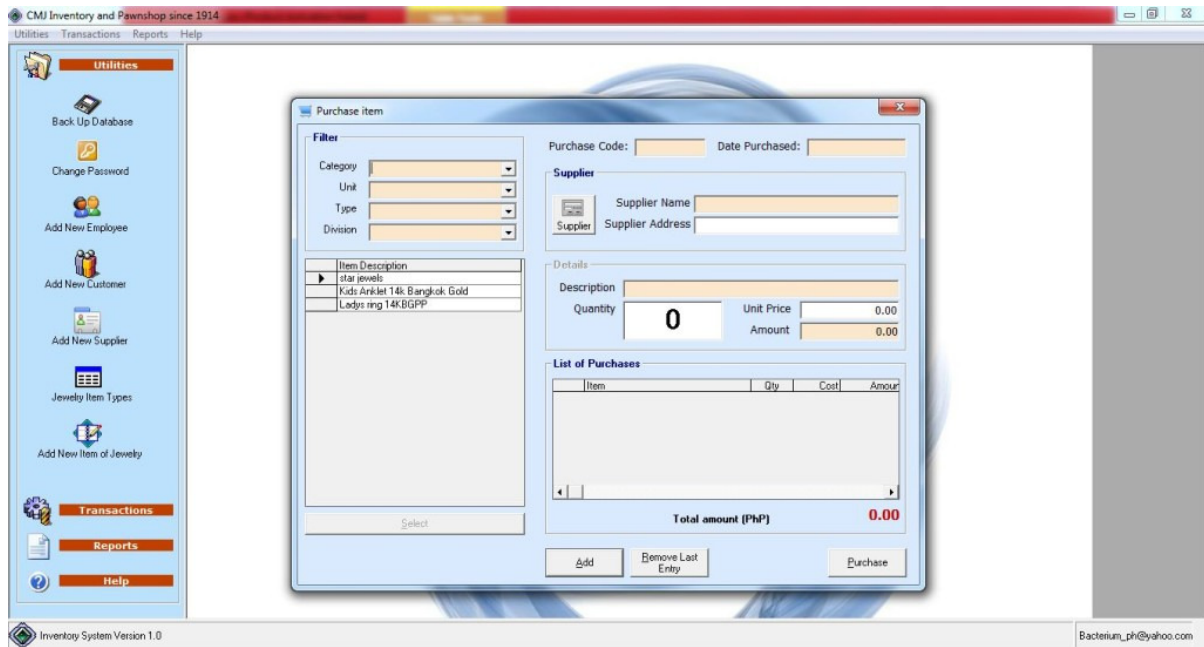 CMJ Inventory and Pawnshop since 1914
Utilities Transactions Reports Help
Utilities
Back Up Database
Change Password
Add New Employee
Add New Customer
Add New Supplier
Jewelry Item Types
Add New Item of Jewelry
Transactions
Reports
Help
Purchase item
Filter
Category
Unit
Type
Division
Item Description
star jewels
Kids Anklet 14k Bangkok Gold
Ladys ring 14KBGPP
Select
Purchase Code:
Date Purchased:
Supplier
Supplier
Supplier Name
Supplier Address
Details
Description
Quantity
0
Unit Price
0.00
Amount
0.00
List of Purchases
Item Qty Cost Amour
Total amount (PhP)
0.00
Add
Remove Last
Entry
Purchase
Inventory System Version 1.0
Bacterium_ph@yahoo.com